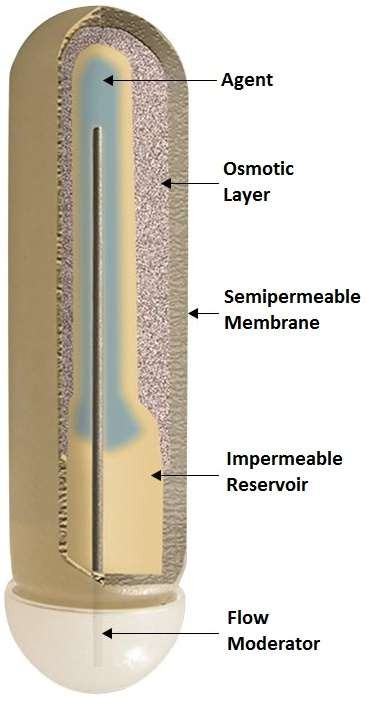 Agent
Osmotic
Layer
Semipermeable
Membrane
Impermeable
Reservoir
Flow
Moderator